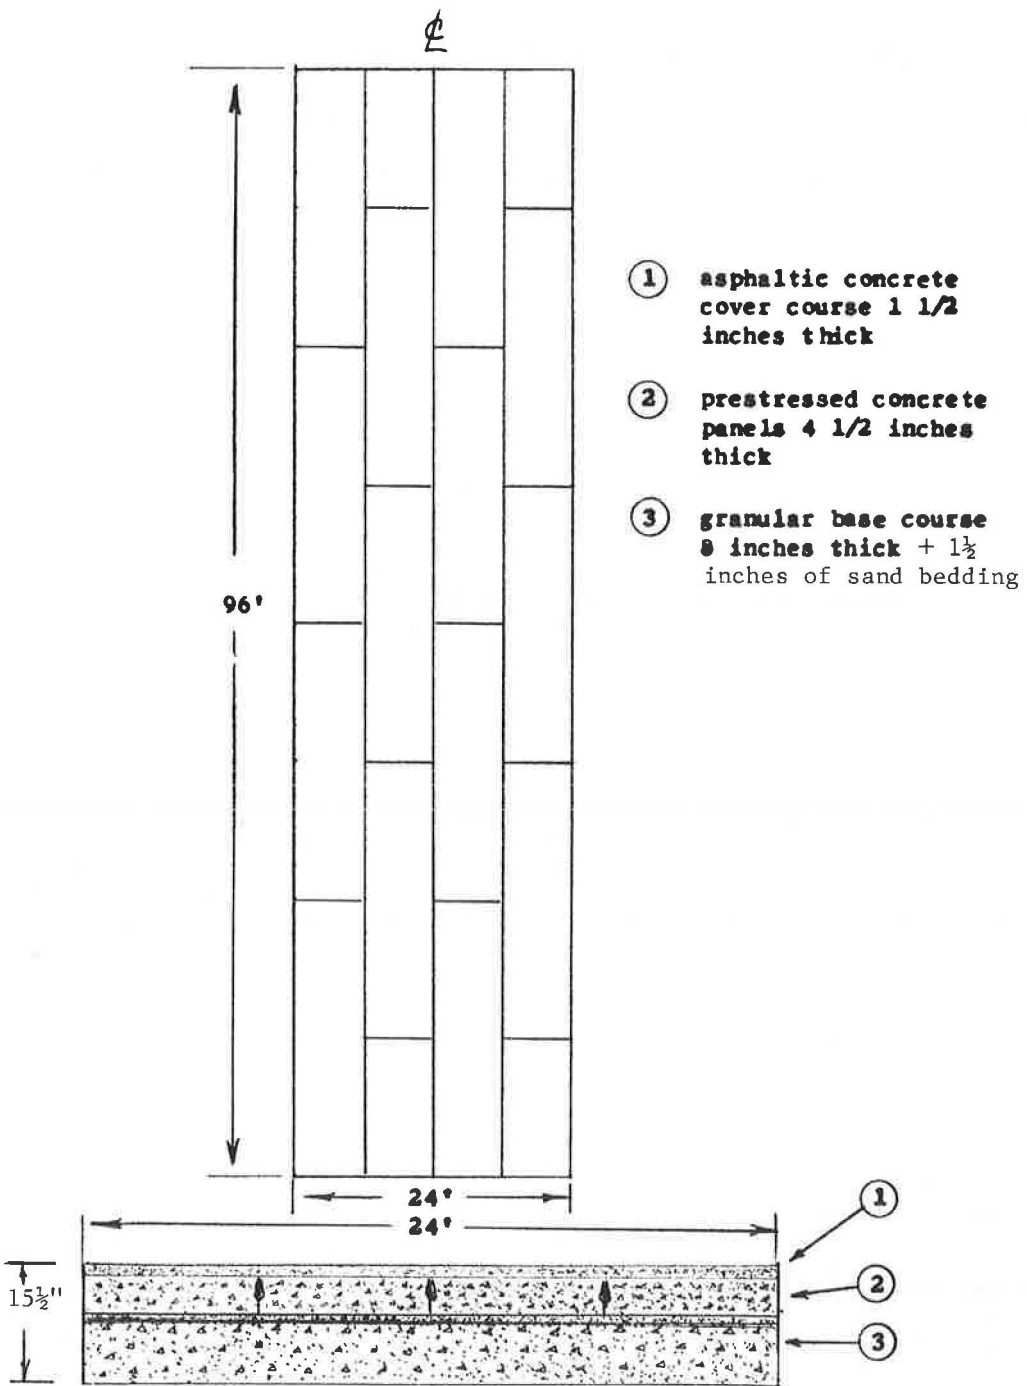 ℄
① asphaltic concrete
cover course 1 1/2
inches thick
② prestressed concrete
panels 4 1/2 inches
thick
③ granular base course
8 inches thick + 1½
inches of sand bedding
96'
24'
24'
①
15½"
②
③